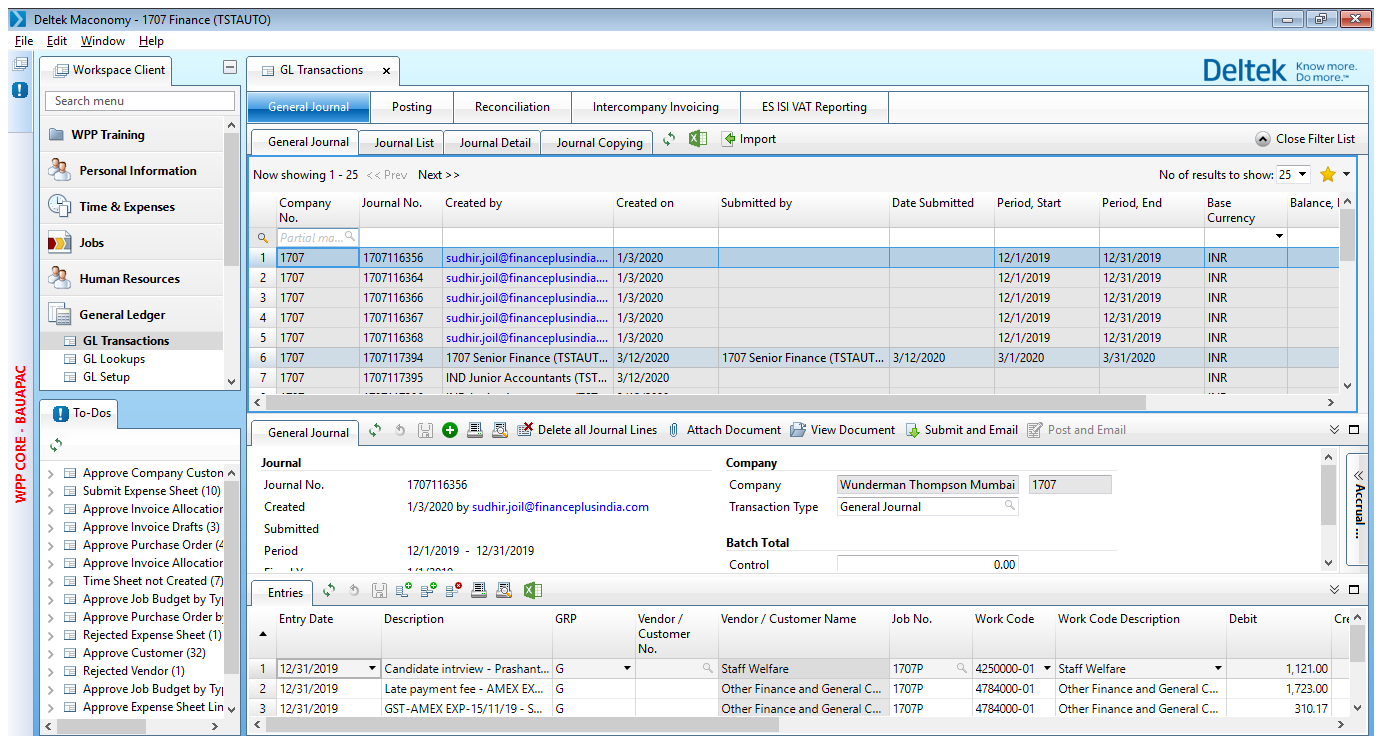 Deltek Maconomy - 1707 Finance (TSTAUTO)
File Edit Window Help
Workspace Client
Search menu
WPP Training
Personal Information
Time & Expenses
Jobs
Human Resources
General Ledger
GL Transactions
GL Lookups
GL Setup
WPP CORE - BAUAPAC
To-Dos
Approve Company Custon
Submit Expense Sheet (10)
Approve Invoice Allocation
Approve Invoice Drafts (3)
Approve Purchase Order (4
Approve Invoice Allocation
Time Sheet not Created (7)
Approve Job Budget by Typ
Approve Purchase Order by
Rejected Expense Sheet (1)
Approve Customer (32)
Rejected Vendor (1)
Approve Job Budget by Typ
Approve Expense Sheet Lin
GL Transactions x
Deltek Know more. Do more.™
General Journal Posting Reconciliation Intercompany Invoicing ES ISI VAT Reporting
General Journal Journal List Journal Detail Journal Copying Import Close Filter List
Now showing 1 - 25 << Prev Next >> No of results to show: 25
Company No. Journal No. Created by Created on Submitted by Date Submitted Period, Start Period, End Base Currency Balance,
Partial ma...
1 1707 1707116356 sudhir.joil@financeplusindia.... 1/3/2020 12/1/2019 12/31/2019 INR
2 1707 1707116364 sudhir.joil@financeplusindia.... 1/3/2020 12/1/2019 12/31/2019 INR
3 1707 1707116366 sudhir.joil@financeplusindia.... 1/3/2020 12/1/2019 12/31/2019 INR
4 1707 1707116367 sudhir.joil@financeplusindia.... 1/3/2020 12/1/2019 12/31/2019 INR
5 1707 1707116368 sudhir.joil@financeplusindia.... 1/3/2020 12/1/2019 12/31/2019 INR
6 1707 1707117394 1707 Senior Finance (TSTAUT... 3/12/2020 1707 Senior Finance (TSTAUT... 3/12/2020 3/1/2020 3/31/2020 INR
7 1707 1707117395 IND Junior Accountants (TST... 3/12/2020 INR
General Journal Delete all Journal Lines Attach Document View Document Submit and Email Post and Email
Journal
Journal No. 1707116356
Created 1/3/2020 by sudhir.joil@financeplusindia.com
Submitted
Period 12/1/2019 - 12/31/2019
Company
Company Wunderman Thompson Mumbai 1707
Transaction Type General Journal
Batch Total
Control 0.00
Accrual ...
Entries
Entry Date Description GRP Vendor / Customer No. Vendor / Customer Name Job No. Work Code Work Code Description Debit Cre
1 12/31/2019 Candidate intrview - Prashant... G Staff Welfare 1707P 4250000-01 Staff Welfare 1,121.00
2 12/31/2019 Late payment fee - AMEX EX... G Other Finance and General C... 1707P 4784000-01 Other Finance and General C... 1,723.00
3 12/31/2019 GST-AMEX EXP-15/11/19 - S... G Other Finance and General C... 1707P 4784000-01 Other Finance and General C... 310.17